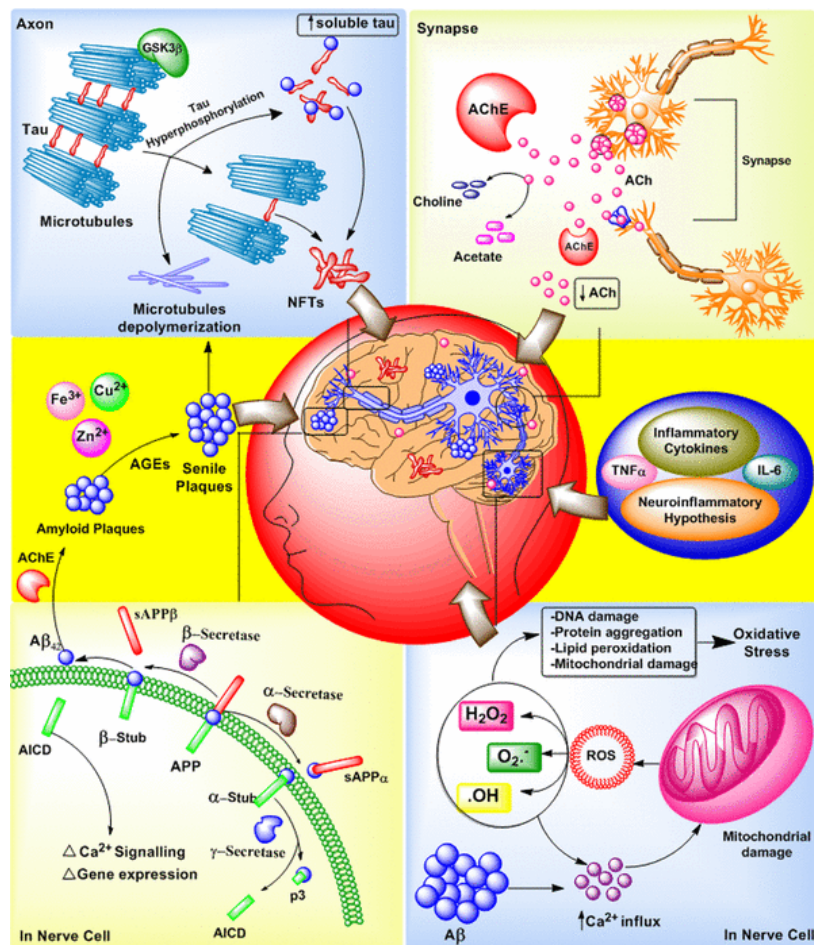 Axon
GSK3β
↑soluble tau
Tau
Hyperphosphorylation
Tau
Microtubules
Microtubules
depolymerization
NFTs
Synapse
AChE
ACh
Synapse
Choline
Acetate
AChE
↓ ACh
Fe3+
Cu2+
Zn2+
AGEs
Senile
Plaques
Amyloid Plaques
AChE
Inflammatory
Cytokines
TNFα
IL-6
Neuroinflammatory
Hypothesis
sAPPβ
β-Secretase
Aβ42
α-Secretase
AICD
β-Stub
APP
sAPPα
α-Stub
γ-Secretase
△ Ca2+ Signalling
△ Gene expression
p3
AICD
In Nerve Cell
-DNA damage
-Protein aggregation
-Lipid peroxidation
-Mitochondrial damage
Oxidative
Stress
H2O2
O2.-
.OH
ROS
Mitochondrial
damage
Aβ
↑Ca2+ influx
In Nerve Cell